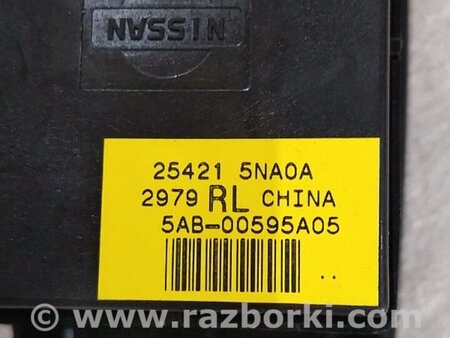 NISSAN
25421 5NA0A
2979 RL CHINA
5AB-00595A05
www.razborki.com